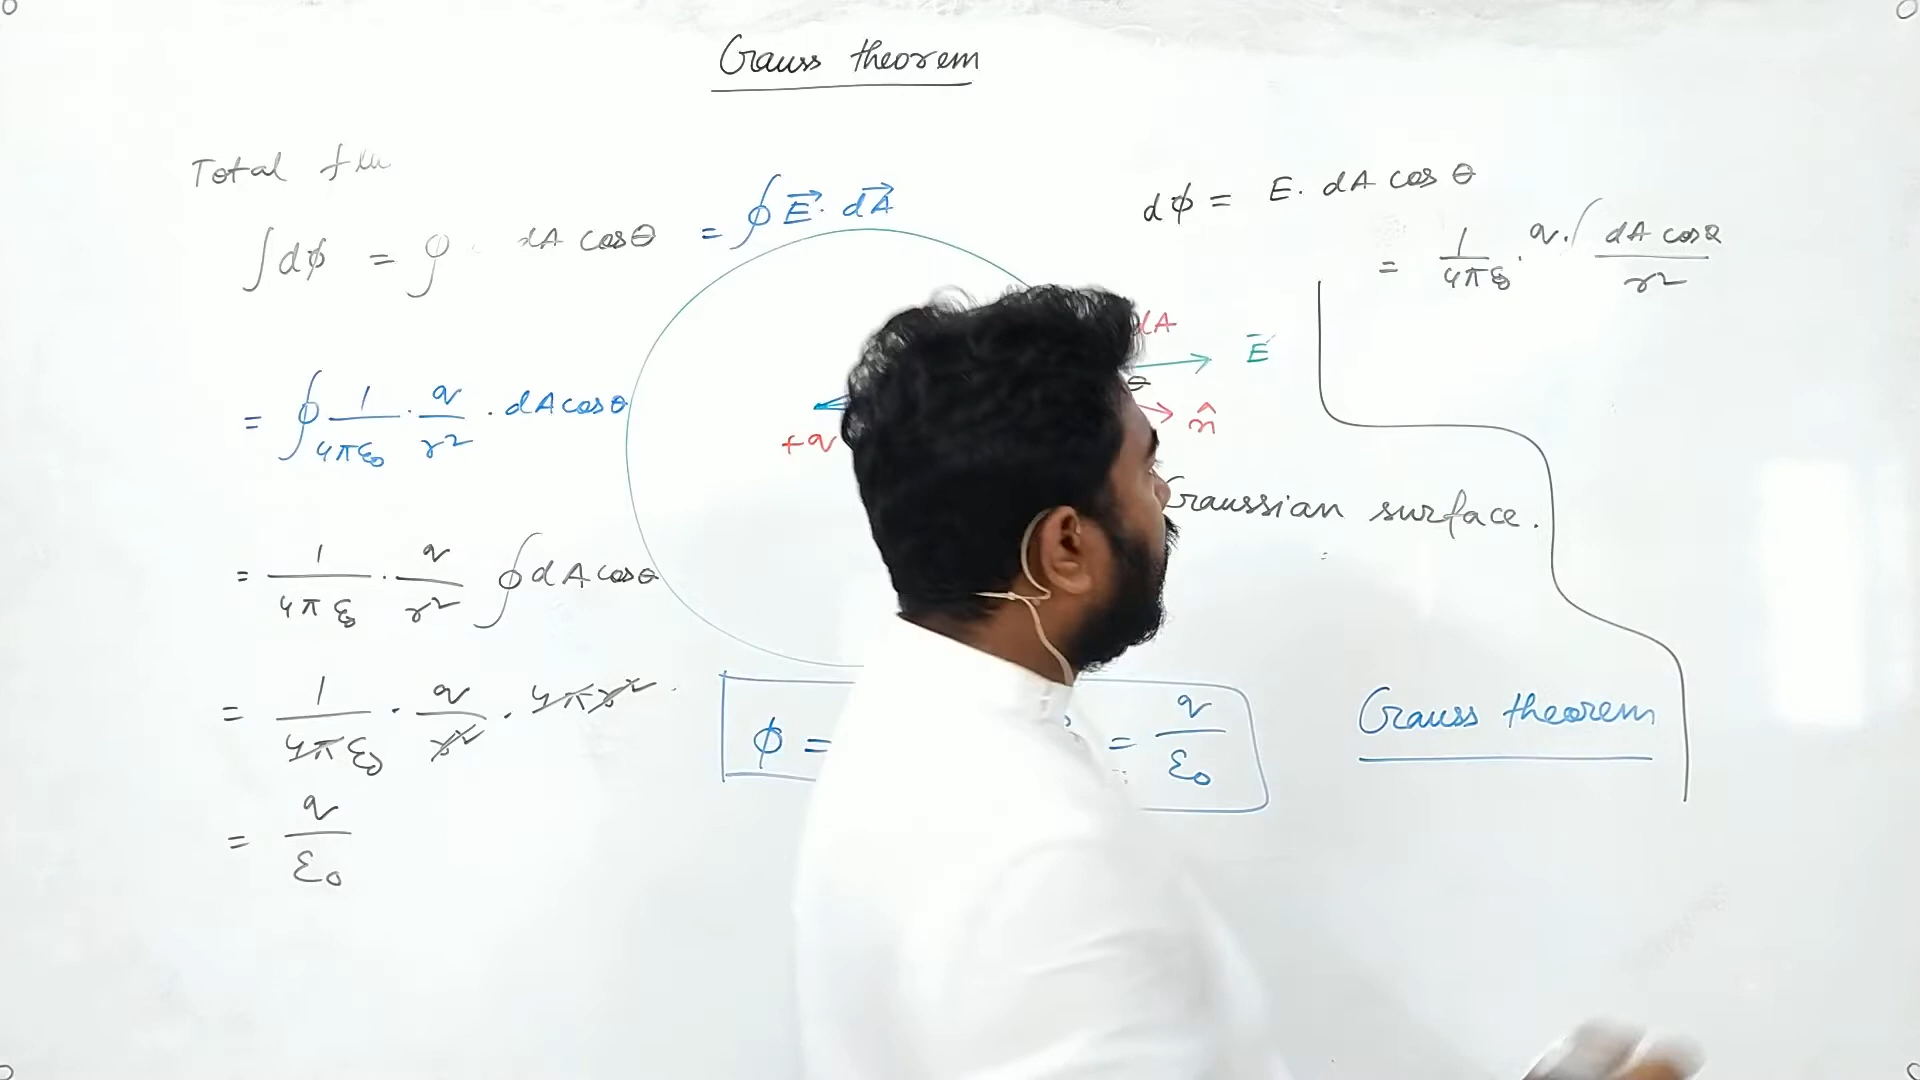 Gauss theorem
Total flu
∫dϕ = ∮ dA cosθ = ∮ E⃗ · dA⃗
= ∮ 1/4πε₀ · q/r² · dA cosθ
= 1/4πε₀ · q/r² ∮ dA cosθ
= 1/4πε₀ · q/r² · 4πr²
= q/ε₀
dϕ = E. dA cos θ
= 1/4πε₀ · q. ∫ dA cosθ/r²
dA
E⃗
θ
n̂
+q
Gaussian surface.
ϕ = = q/ε₀
Gauss theorem